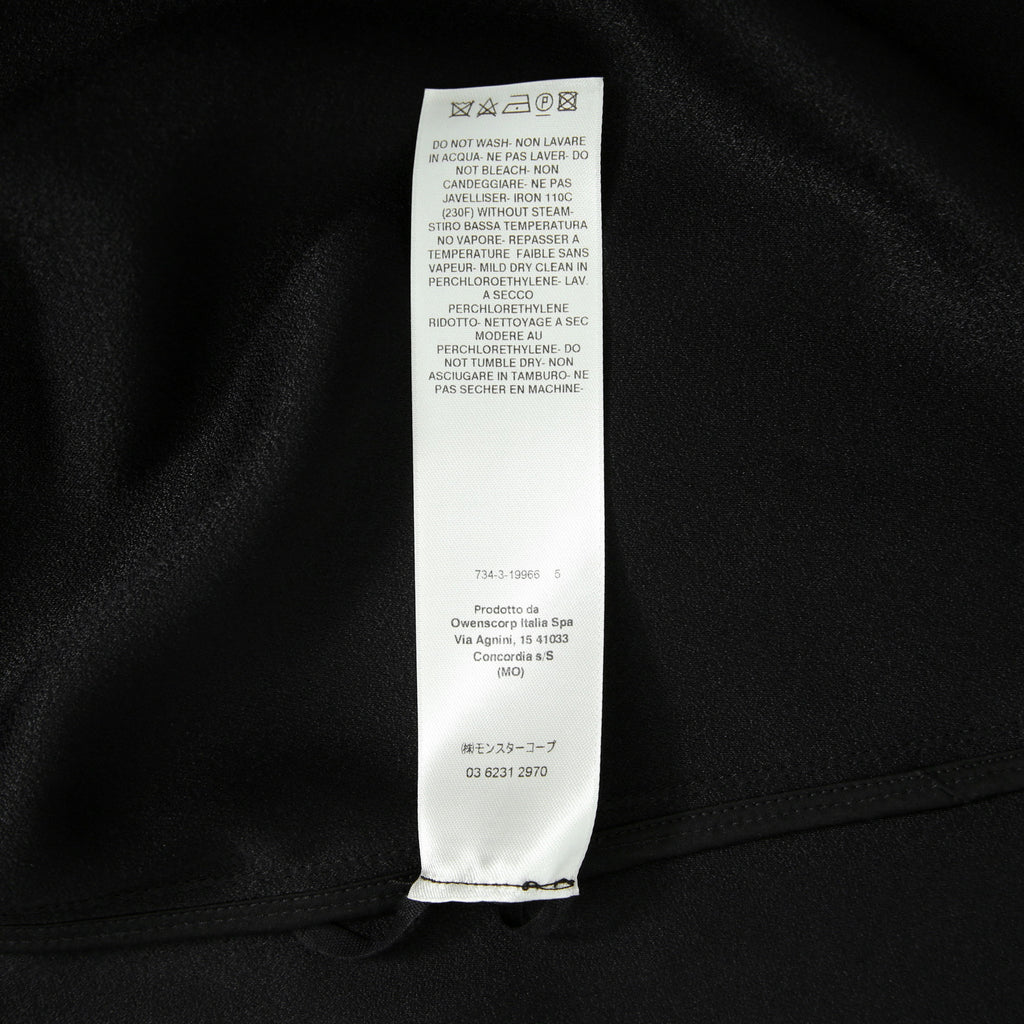 DO NOT WASH- NON LAVARE
IN ACQUA- NE PAS LAVER- DO
NOT BLEACH- NON
CANDEGGIARE- NE PAS
JAVELLISER- IRON 110C
(230F) WITHOUT STEAM-
STIRO BASSA TEMPERATURA
NO VAPORE- REPASSER A
TEMPERATURE FAIBLE SANS
VAPEUR- MILD DRY CLEAN IN
PERCHLOROETHYLENE- LAV.
A SECCO
PERCHLORETHYLENE
RIDOTTO- NETTOYAGE A SEC
MODERE AU
PERCHLORETHYLENE- DO
NOT TUMBLE DRY- NON
ASCIUGARE IN TAMBURO- NE
PAS SECHER EN MACHINE-
734-3-19966 5
Prodotto da
Owenscorp Italia Spa
Via Agnini, 15 41033
Concordia s/S
(MO)
㈱モンスターコープ
03 6231 2970